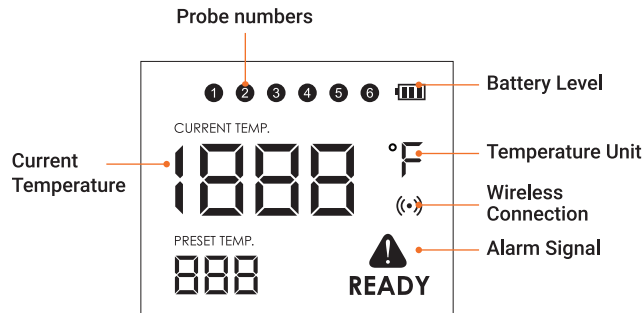 Probe numbers
1 2 3 4 5 6
Battery Level
CURRENT TEMP.
Current
Temperature
1888
°F
Temperature Unit
Wireless
Connection
PRESET TEMP.
888
Alarm Signal
READY